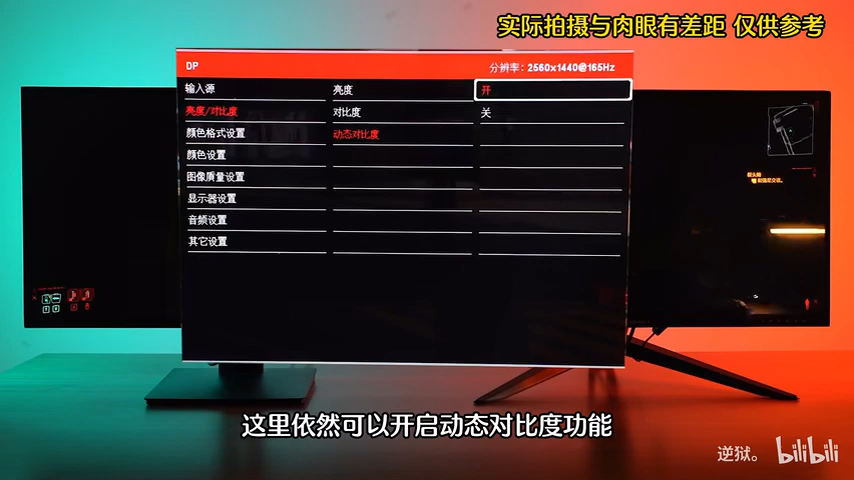 实际拍摄与肉眼有差距 仅供参考
DP
分辨率：2560x1440@165Hz
输入源
亮度
开
亮度/对比度
对比度
关
颜色格式设置
动态对比度
颜色设置
图像质量设置
显示器设置
音频设置
其它设置
这里依然可以开启动态对比度功能
逆狱。
bilibili